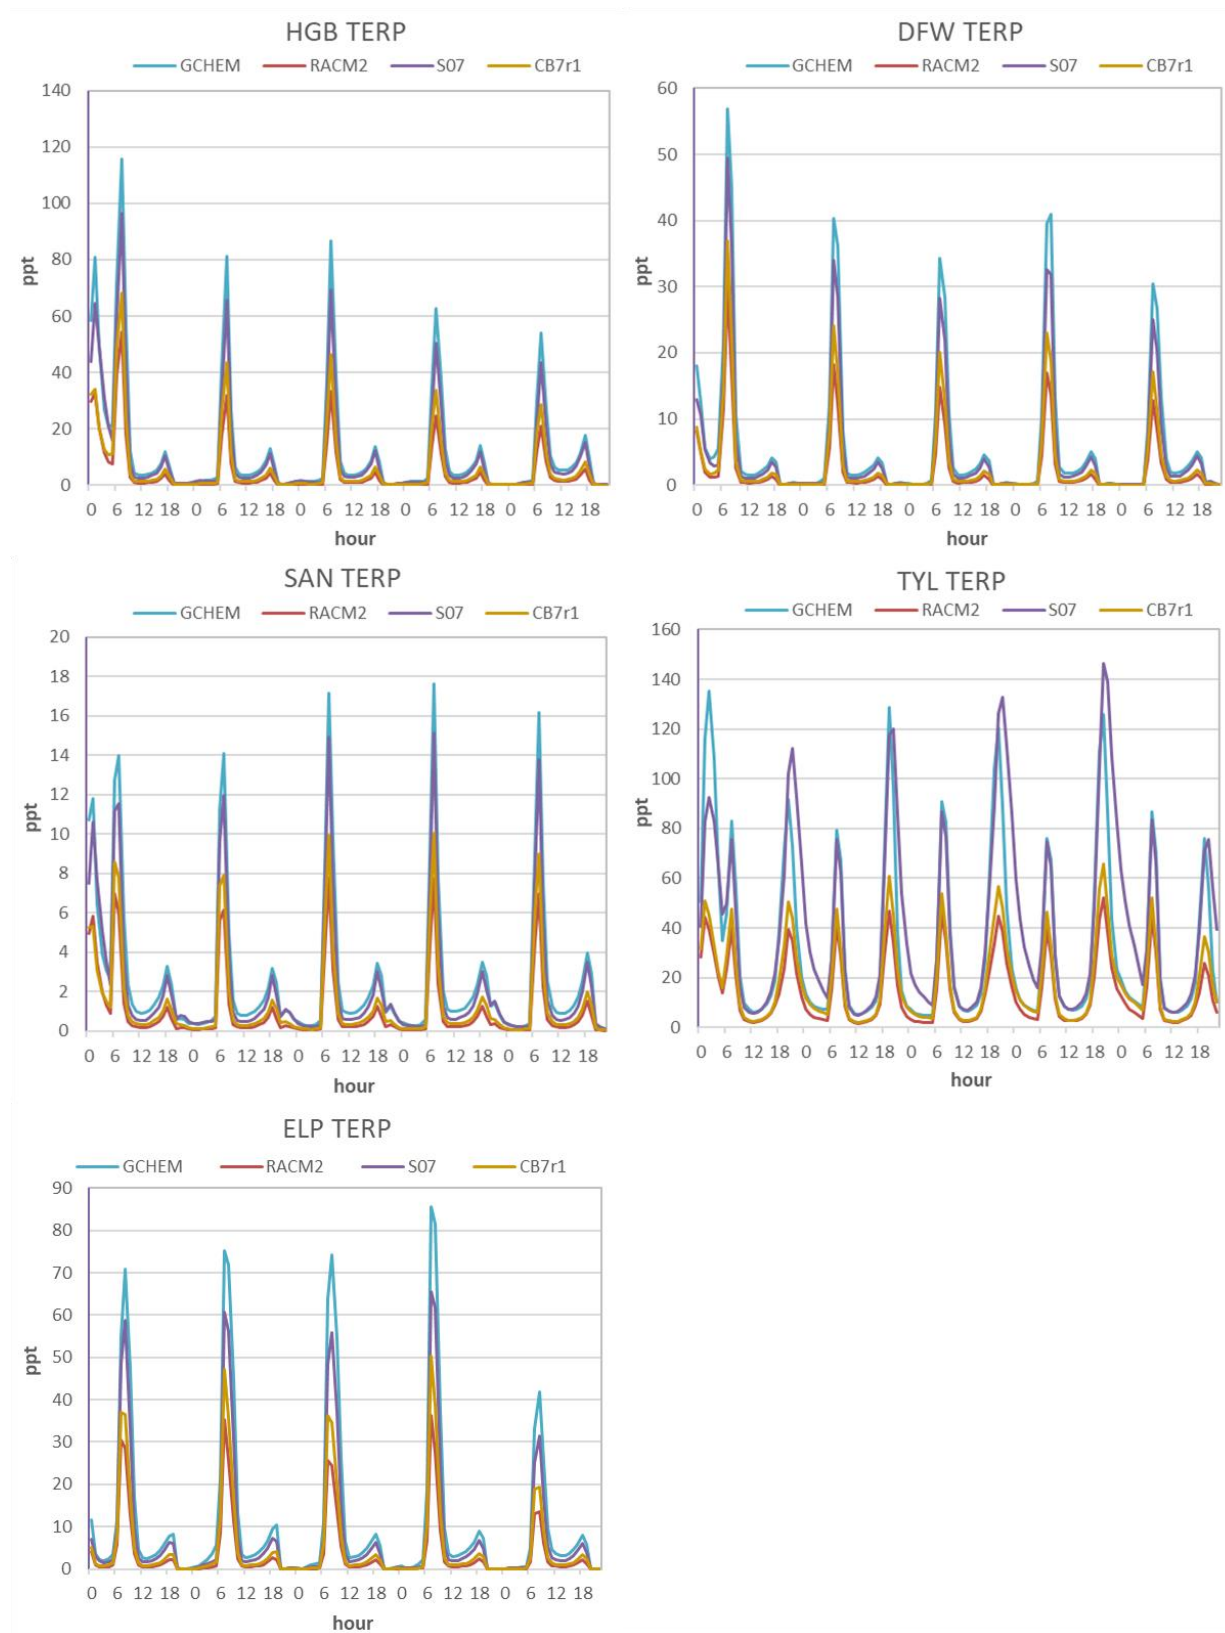 HGB TERP
GCHEM RACM2 S07 CB7r1
140
120
100
80
60
40
20
0
ppt
0 6 12 18 0 6 12 18 0 6 12 18 0 6 12 18 0 6 12 18
hour
DFW TERP
GCHEM RACM2 S07 CB7r1
60
50
40
30
20
10
0
ppt
0 6 12 18 0 6 12 18 0 6 12 18 0 6 12 18 0 6 12 18
hour
SAN TERP
GCHEM RACM2 S07 CB7r1
20
18
16
14
12
10
8
6
4
2
0
ppt
0 6 12 18 0 6 12 18 0 6 12 18 0 6 12 18 0 6 12 18
hour
TYL TERP
GCHEM RACM2 S07 CB7r1
160
140
120
100
80
60
40
20
0
ppt
0 6 12 18 0 6 12 18 0 6 12 18 0 6 12 18 0 6 12 18
hour
ELP TERP
GCHEM RACM2 S07 CB7r1
90
80
70
60
50
40
30
20
10
0
ppt
0 6 12 18 0 6 12 18 0 6 12 18 0 6 12 18 0 6 12 18
hour